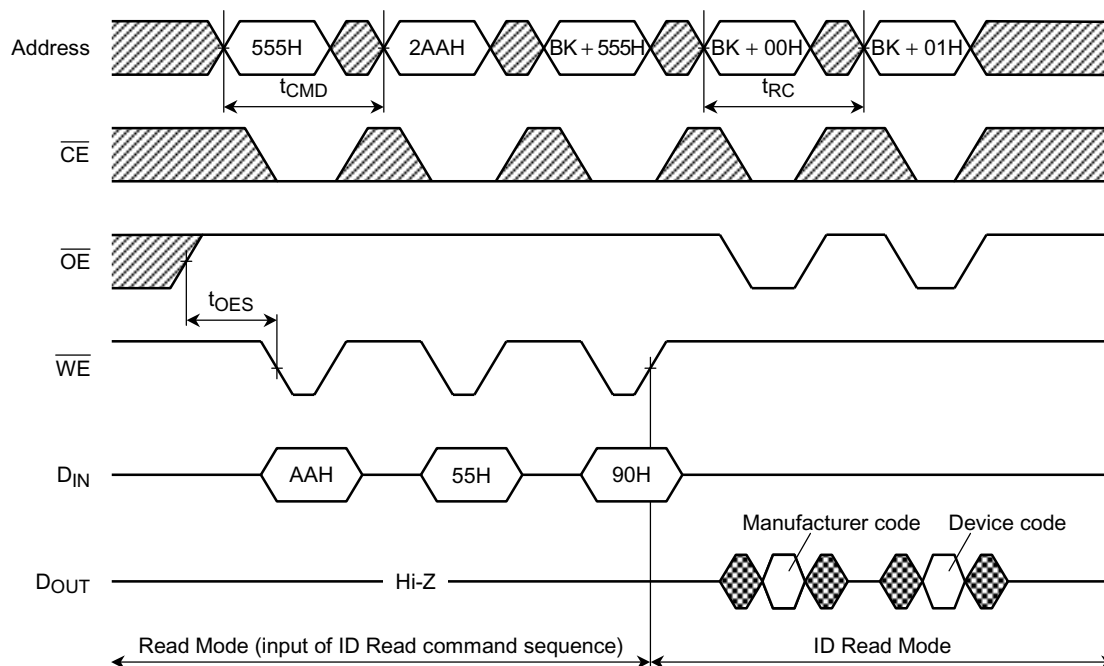 Address 555H 2AAH BK + 555H BK + 00H BK + 01H
tCMD tRC
CE
OE
tOES
WE
DIN AAH 55H 90H
Manufacturer code Device code
DOUT Hi-Z
Read Mode (input of ID Read command sequence) ID Read Mode